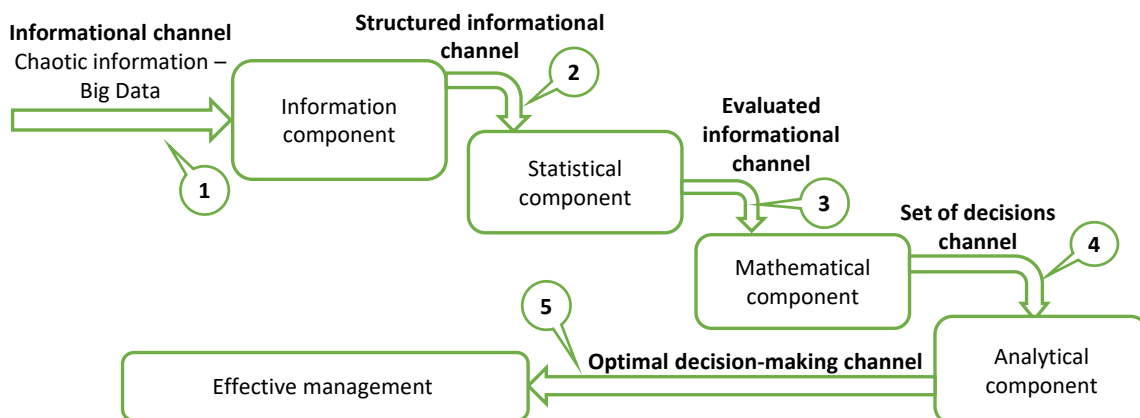 Informational channel
Chaotic information –
Big Data
1
Information
component
Structured informational
channel
2
Statistical
component
Evaluated
informational
channel
3
Mathematical
component
Set of decisions
channel
4
Analytical
component
5
Optimal decision-making channel
Effective management